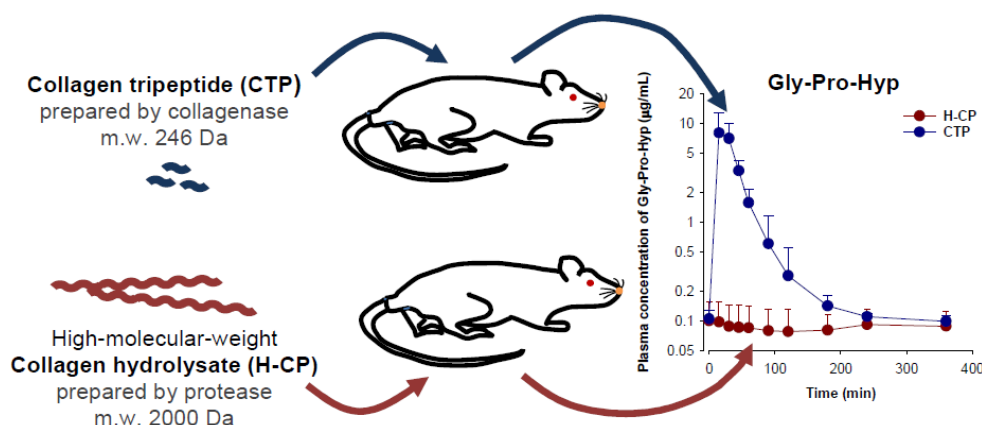 Collagen tripeptide (CTP)
prepared by collagenase
m.w. 246 Da
High-molecular-weight
Collagen hydrolysate (H-CP)
prepared by protease
m.w. 2000 Da
Gly-Pro-Hyp
H-CP
CTP
Plasma concentration of Gly-Pro-Hyp (µg/mL)
20
10
5
2
1
0.5
0.2
0.1
0.05
0 100 200 300 400
Time (min)